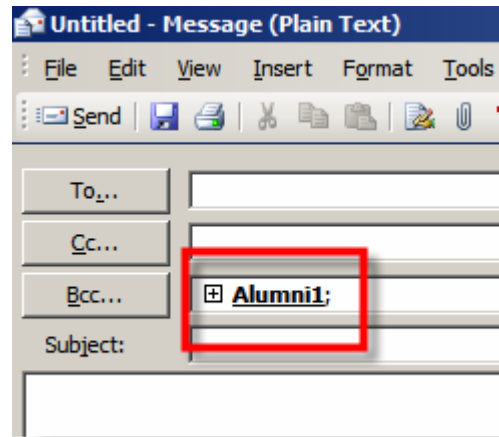 Untitled - Message (Plain Text)
File Edit View Insert Format Tools
Send
To...
Cc...
Bcc... Alumni1;
Subject: